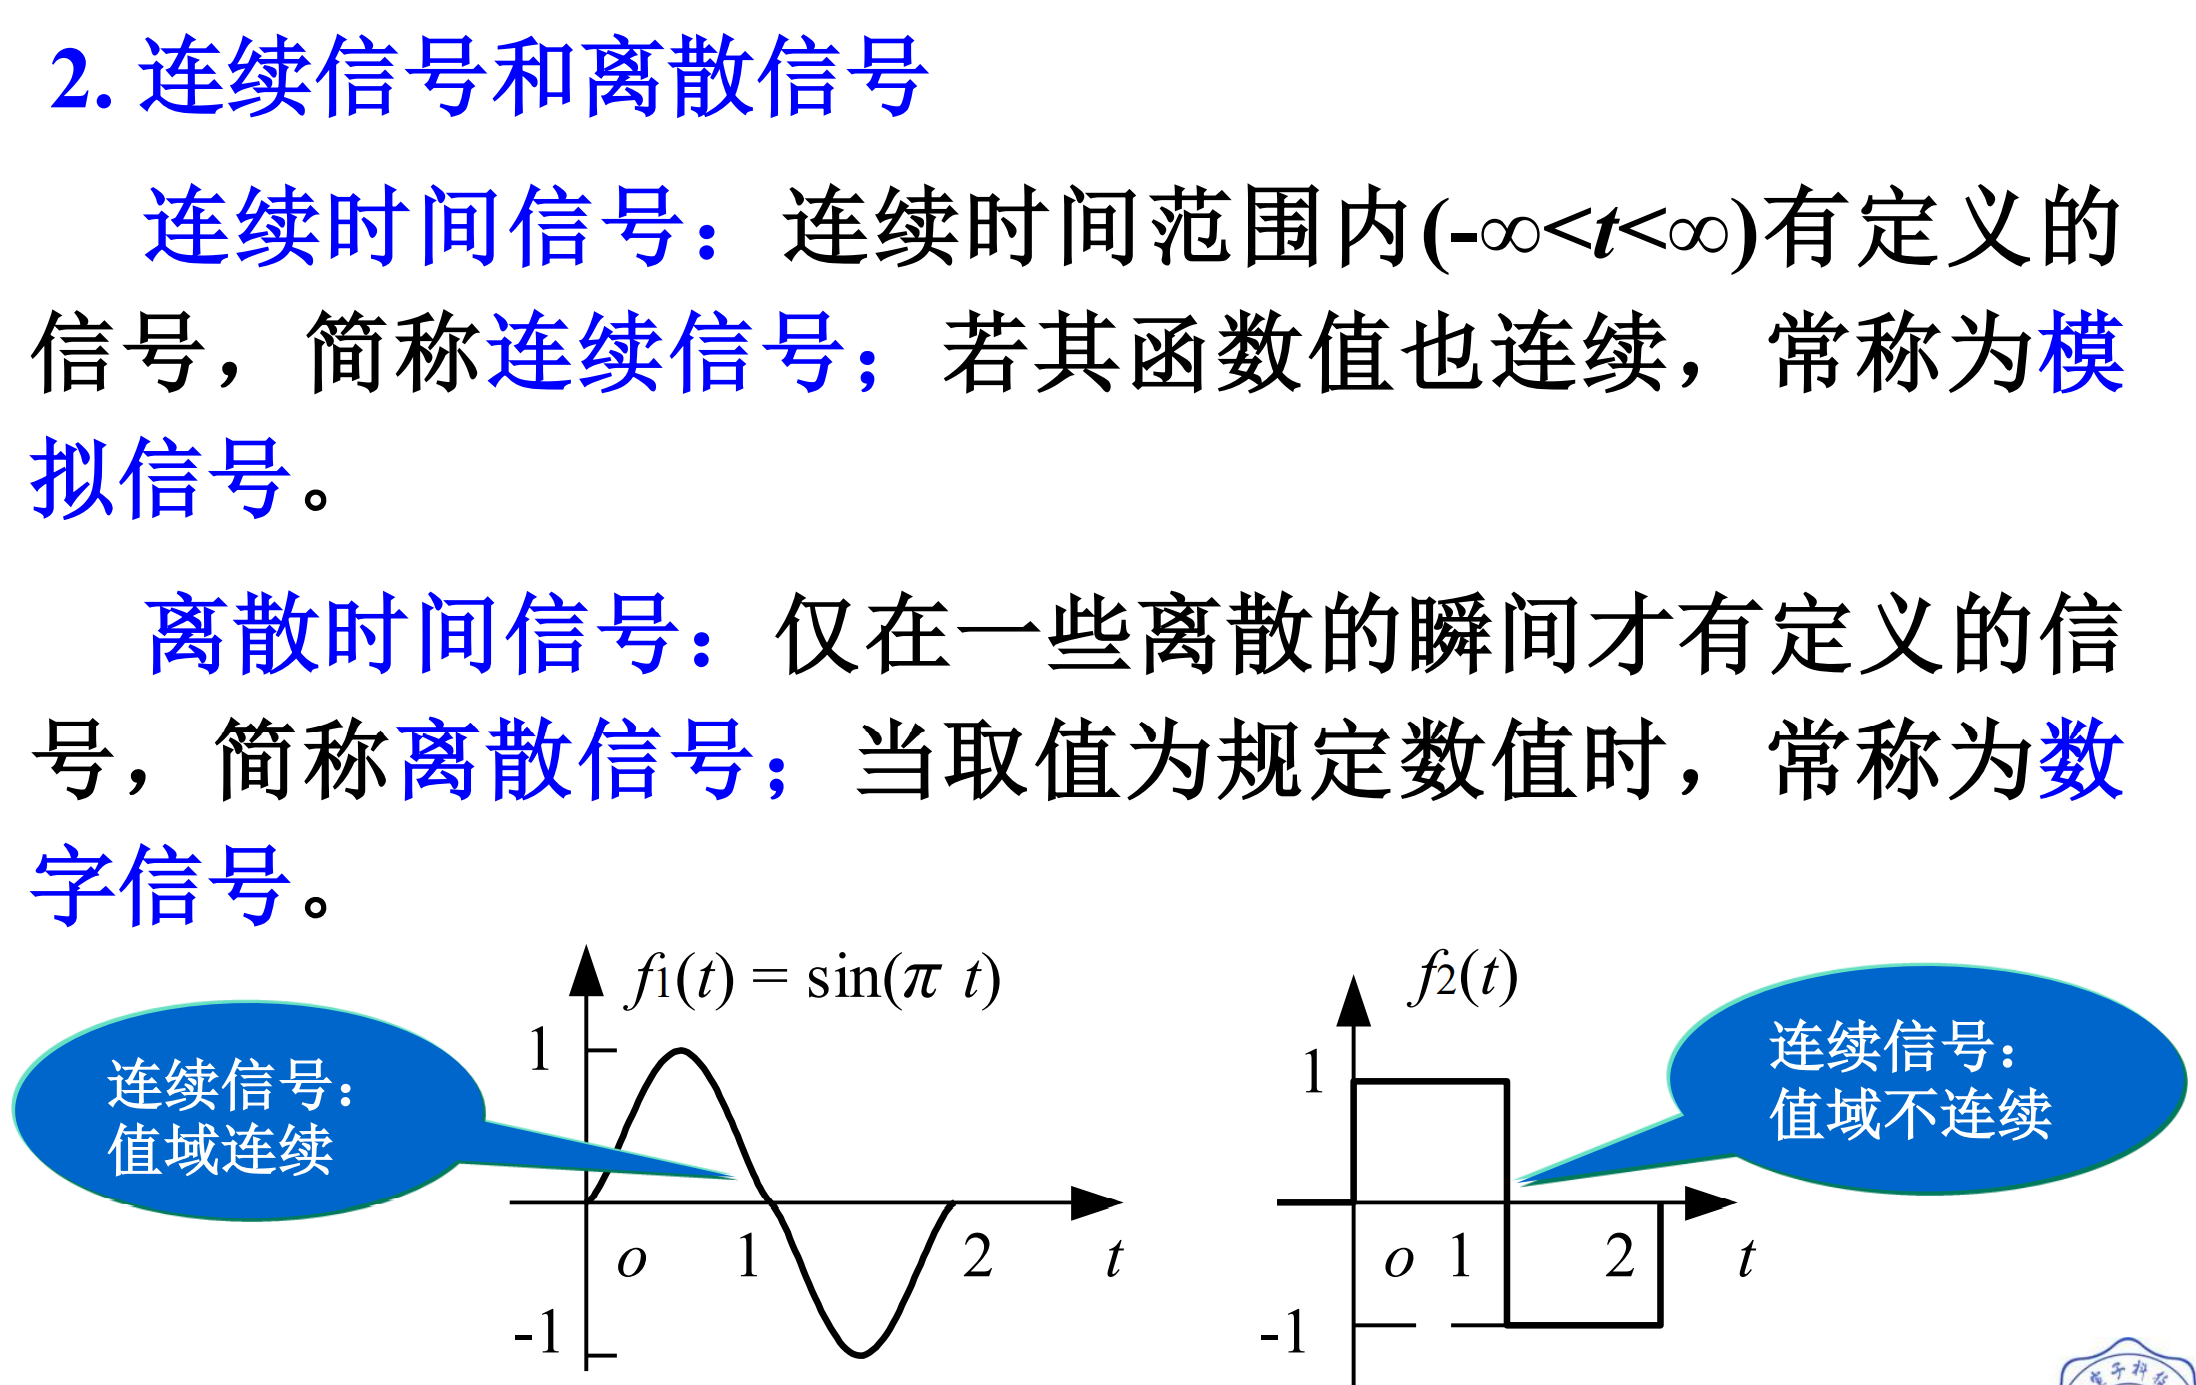 2. 连续信号和离散信号
连续时间信号：连续时间范围内(-∞<t<∞)有定义的
信号，简称连续信号；若其函数值也连续，常称为模
拟信号。
离散时间信号：仅在一些离散的瞬间才有定义的信
号，简称离散信号；当取值为规定数值时，常称为数
字信号。
f1(t) = sin(π t)
1
o 1 2 t
-1
连续信号：
值域连续
f2(t)
1
o 1 2 t
-1
连续信号：
值域不连续
子科